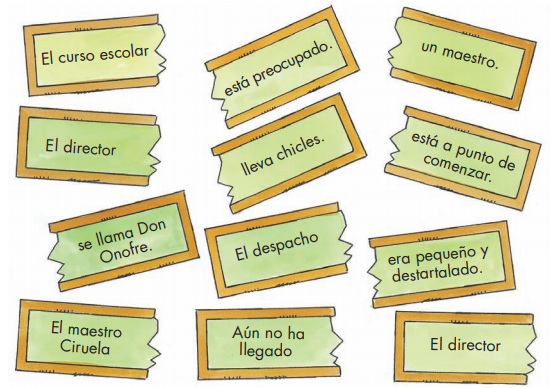 El curso escolar
está preocupado.
un maestro.
El director
lleva chicles.
está a punto de
comenzar.
se llama Don
Onofre.
El despacho
era pequeño y
destartalado.
El maestro
Ciruela
Aún no ha
llegado
El director